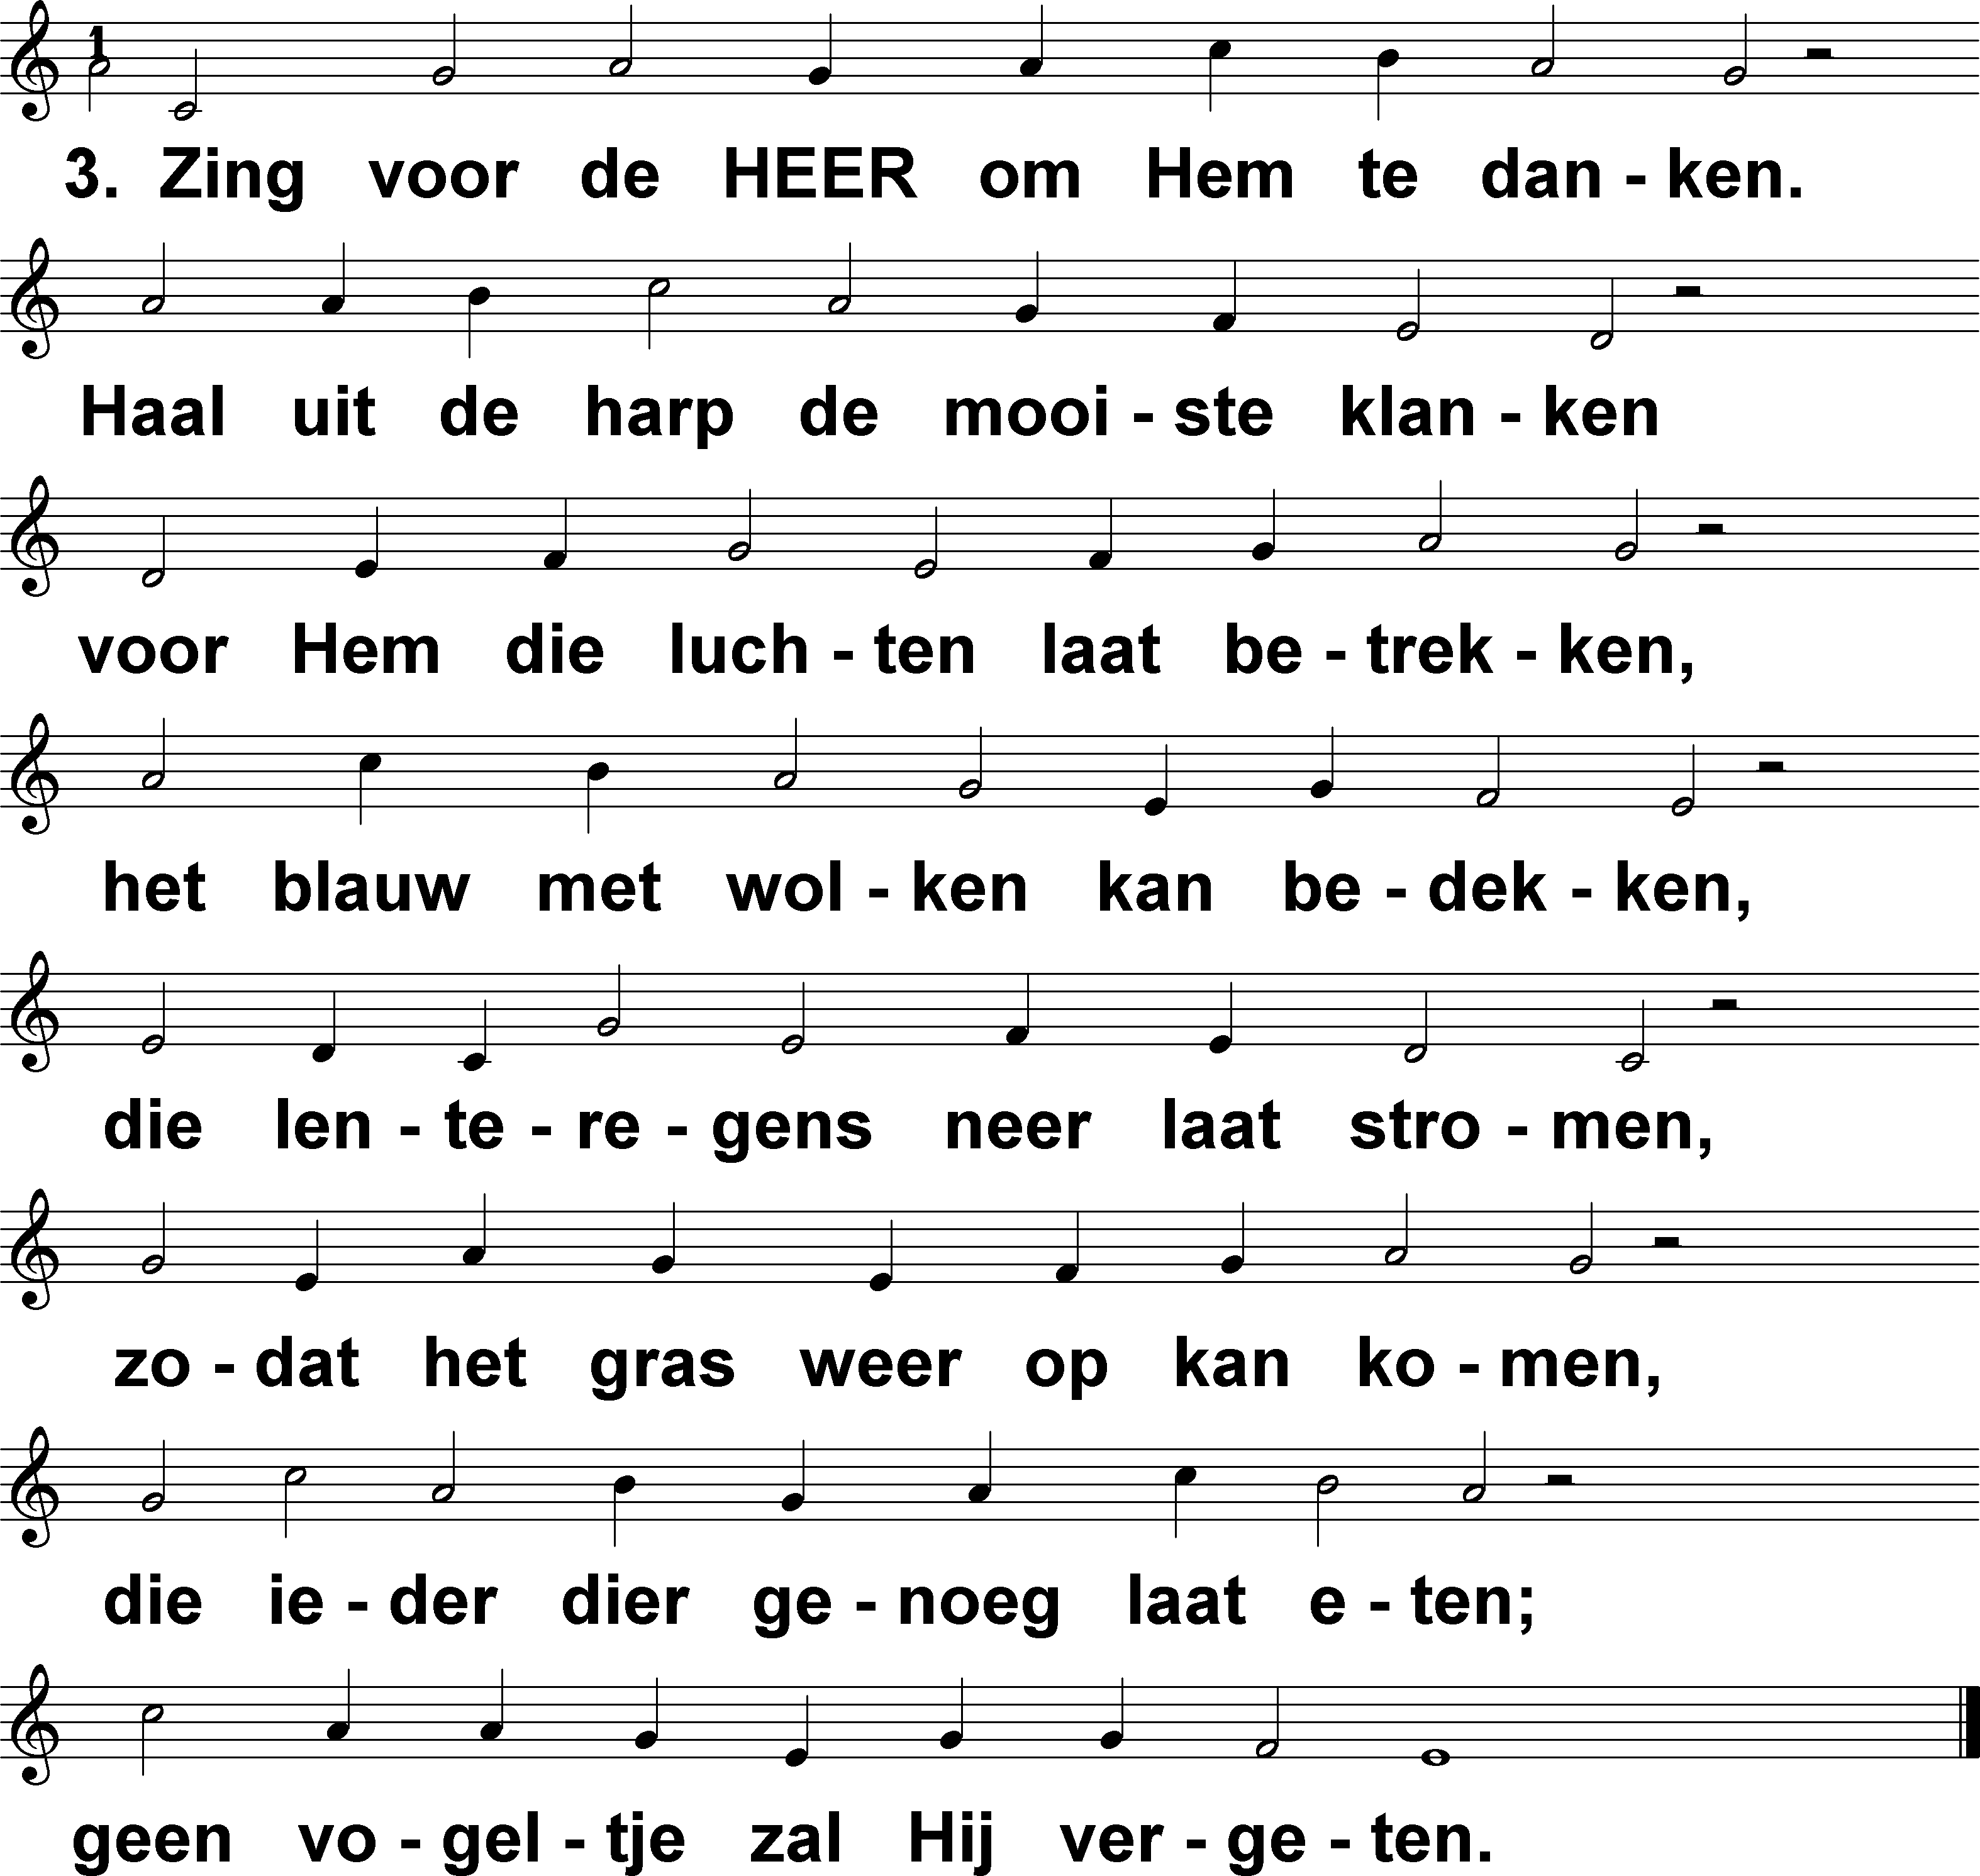 1
3. Zing voor de HEER om Hem te dan - ken.
Haal uit de harp de mooi - ste klan - ken
voor Hem die luch - ten laat be - trek - ken,
het blauw met wol - ken kan be - dek - ken,
die len - te - re - gens neer laat stro - men,
zo - dat het gras weer op kan ko - men,
die ie - der dier ge - noeg laat e - ten;
geen vo - gel - tje zal Hij ver - ge - ten.